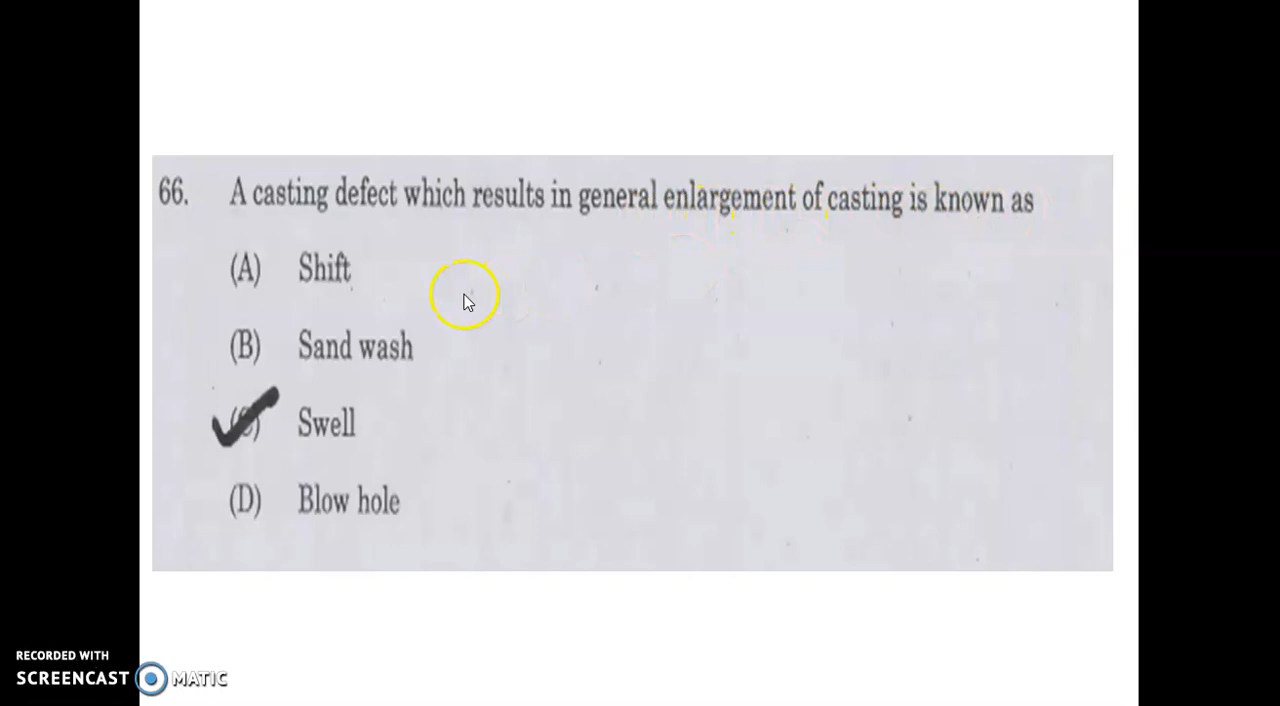 66. A casting defect which results in general enlargement of casting is known as
(A) Shift
(B) Sand wash
(C) Swell
(D) Blow hole
RECORDED WITH
SCREENCAST MATIC